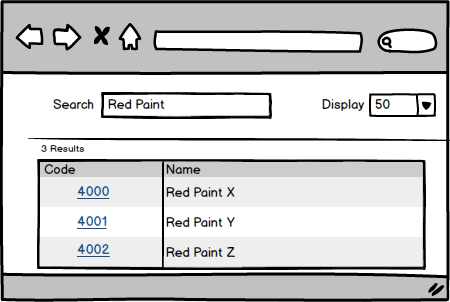 Search Red Paint Display 50
3 Results
Code Name
4000 Red Paint X
4001 Red Paint Y
4002 Red Paint Z